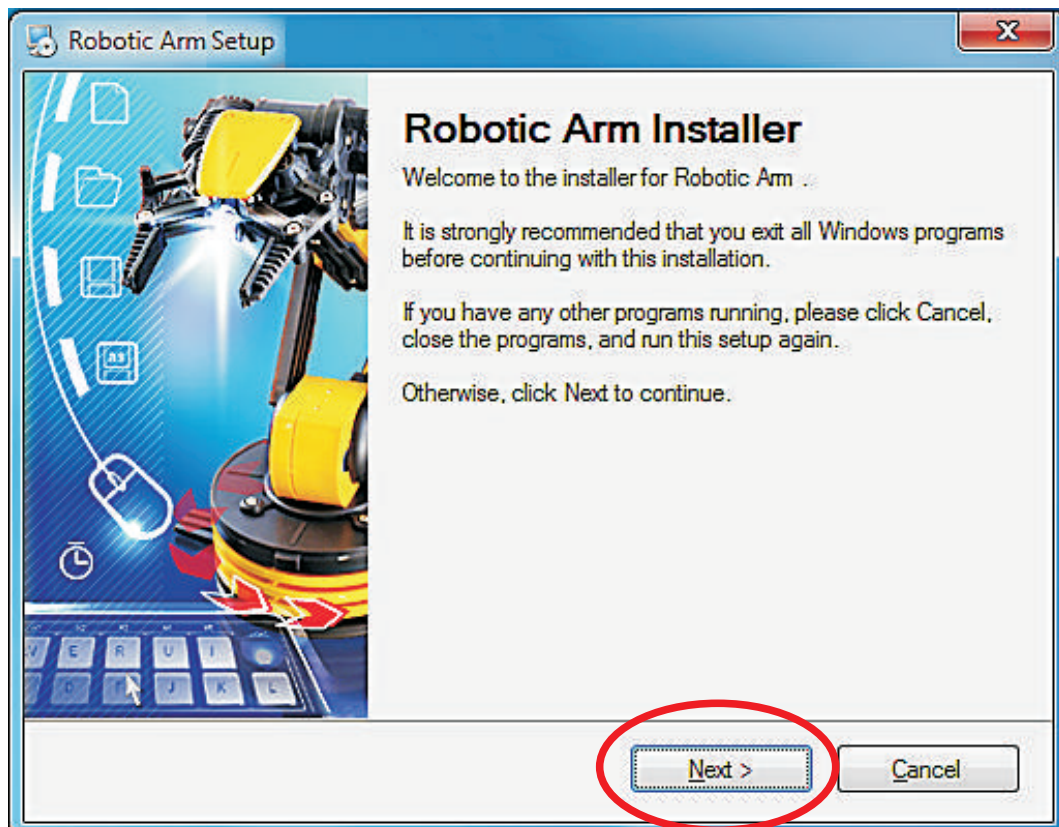 Robotic Arm Setup
X
Robotic Arm Installer
Welcome to the installer for Robotic Arm .
It is strongly recommended that you exit all Windows programs
before continuing with this installation.
If you have any other programs running, please click Cancel,
close the programs, and run this setup again.
Otherwise, click Next to continue.
V E R U I
D F J K L
Next >
Cancel